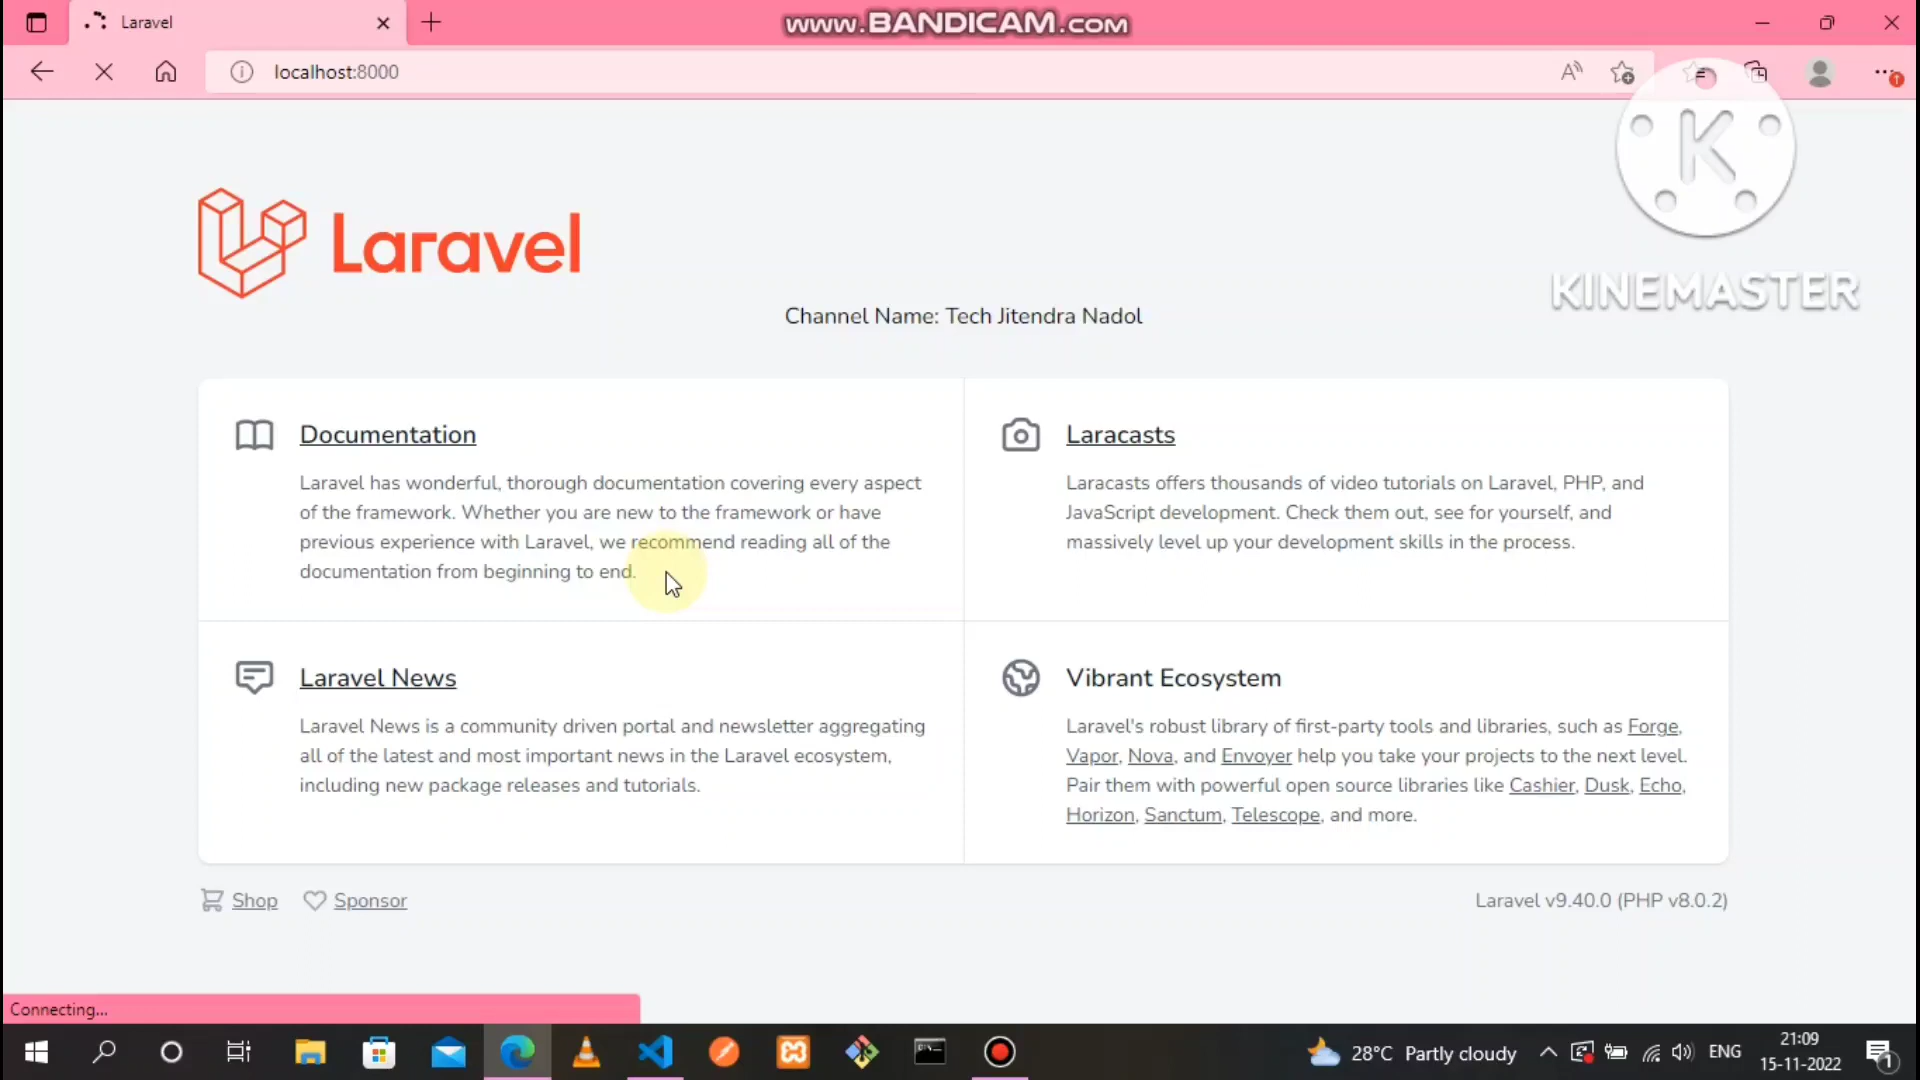 Laravel
www.BANDICAM.com
localhost:8000
K
KINEMASTER
Laravel
Channel Name: Tech Jitendra Nadol
Documentation
Laravel has wonderful, thorough documentation covering every aspect
of the framework. Whether you are new to the framework or have
previous experience with Laravel, we recommend reading all of the
documentation from beginning to end.
Laracasts
Laracasts offers thousands of video tutorials on Laravel, PHP, and
JavaScript development. Check them out, see for yourself, and
massively level up your development skills in the process.
Laravel News
Laravel News is a community driven portal and newsletter aggregating
all of the latest and most important news in the Laravel ecosystem,
including new package releases and tutorials.
Vibrant Ecosystem
Laravel's robust library of first-party tools and libraries, such as Forge,
Vapor, Nova, and Envoyer help you take your projects to the next level.
Pair them with powerful open source libraries like Cashier, Dusk, Echo,
Horizon, Sanctum, Telescope, and more.
Shop
Sponsor
Laravel v9.40.0 (PHP v8.0.2)
Connecting...
28°C Partly cloudy
ENG
21:09
15-11-2022
1